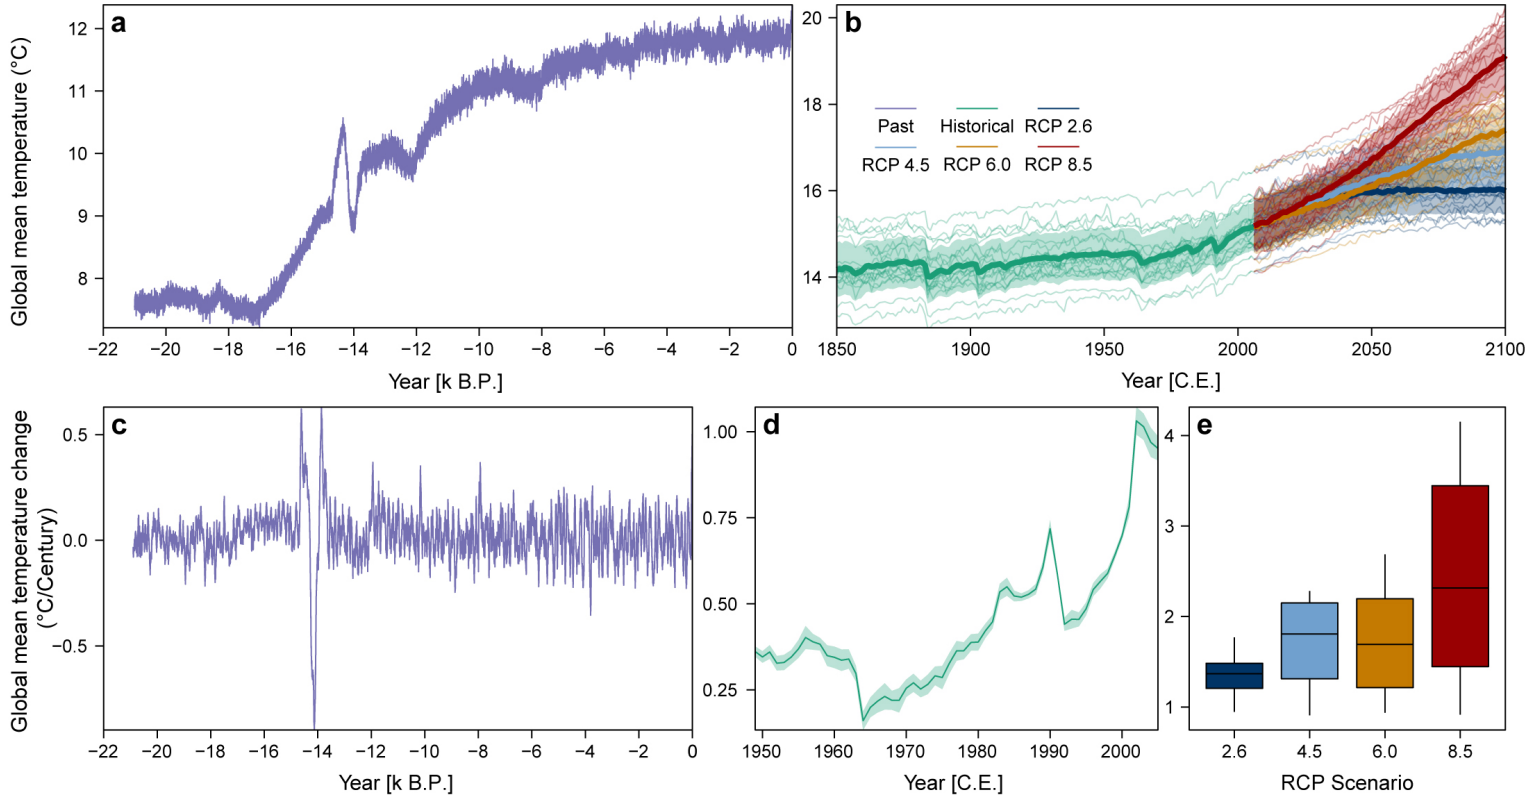 a
Global mean temperature (°C)
12
11
10
9
8
−22 −20 −18 −16 −14 −12 −10 −8 −6 −4 −2 0
Year [k B.P.]
b
20
18
16
14
Past Historical RCP 2.6
RCP 4.5 RCP 6.0 RCP 8.5
1850 1900 1950 2000 2050 2100
Year [C.E.]
c
Global mean temperature change
(°C/Century)
0.5
0.0
−0.5
−22 −20 −18 −16 −14 −12 −10 −8 −6 −4 −2 0
Year [k B.P.]
d
1.00
0.75
0.50
0.25
1950 1960 1970 1980 1990 2000
Year [C.E.]
e
4
3
2
1
2.6 4.5 6.0 8.5
RCP Scenario